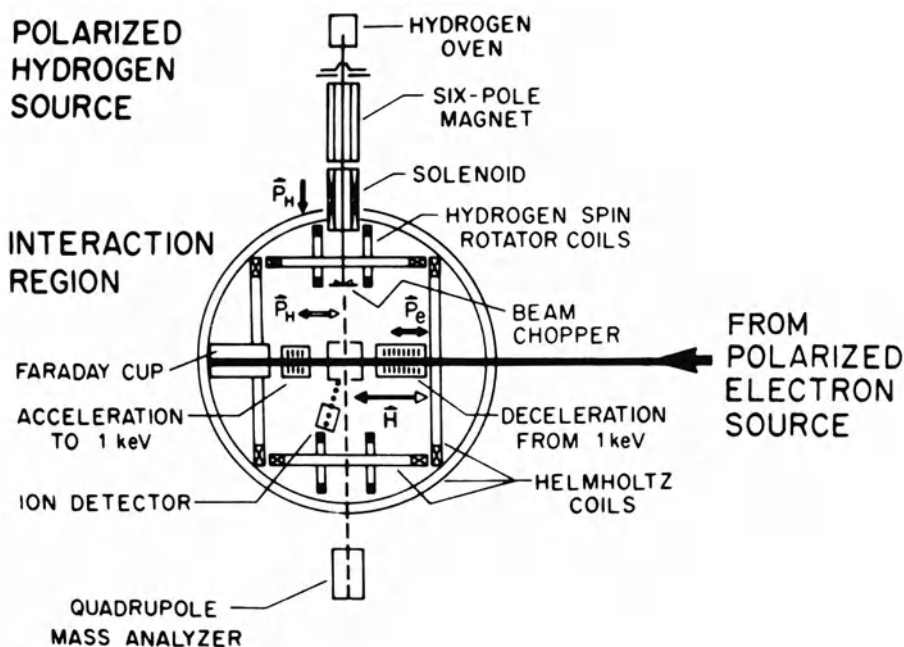 POLARIZED
HYDROGEN
SOURCE
HYDROGEN
OVEN
SIX-POLE
MAGNET
SOLENOID
P⃗H
HYDROGEN SPIN
ROTATOR COILS
INTERACTION
REGION
P⃗H
P⃗e
BEAM
CHOPPER
FROM
POLARIZED
ELECTRON
SOURCE
FARADAY CUP
ACCELERATION
TO 1 keV
H⃗
DECELERATION
FROM 1 keV
ION DETECTOR
HELMHOLTZ
COILS
QUADRUPOLE
MASS ANALYZER